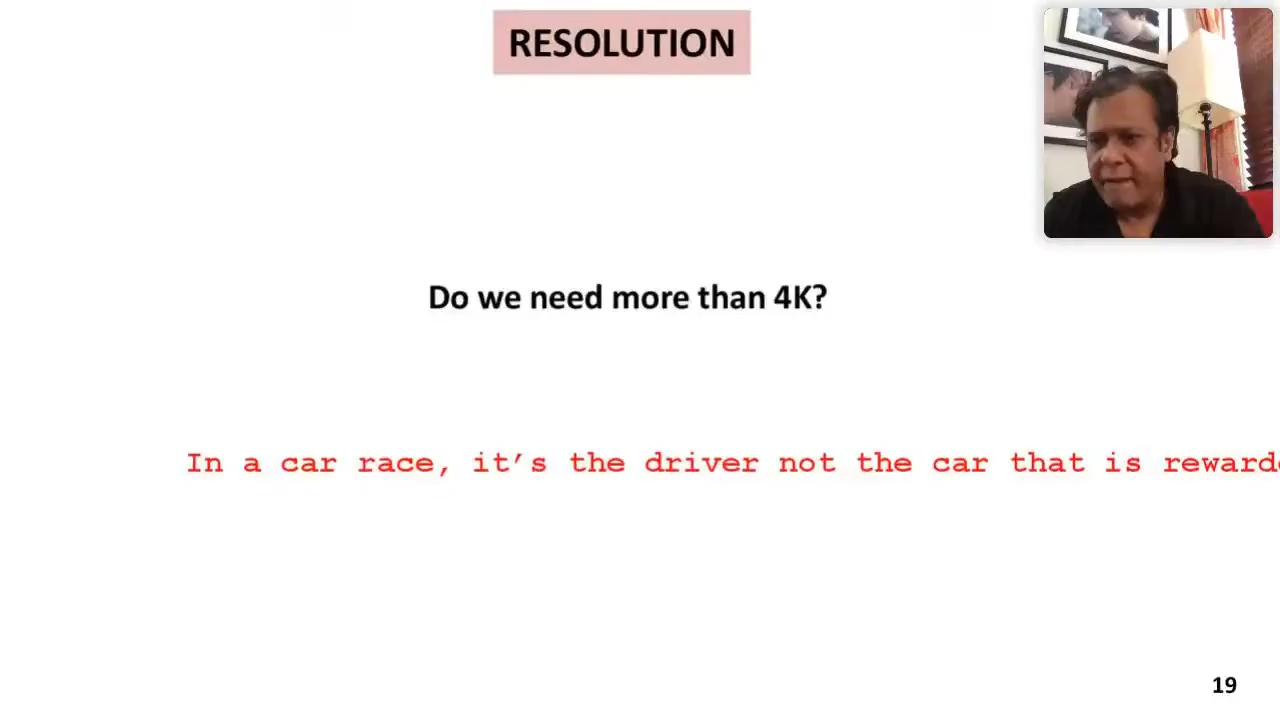 RESOLUTION
Do we need more than 4K?
In a car race, it’s the driver not the car that is
19